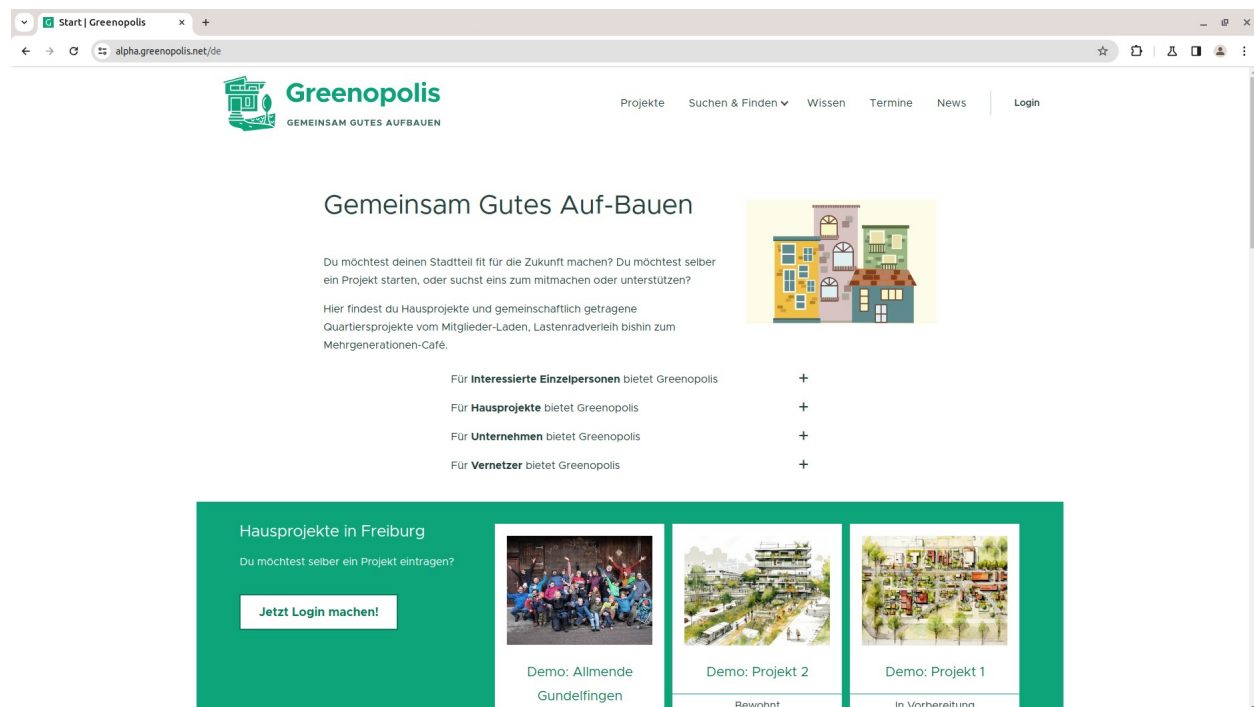 Start | Greenopolis
alpha.greenopolis.net/de
Greenopolis
GEMEINSAM GUTES AUFBAUEN
Projekte Suchen & Finden Wissen Termine News Login
Gemeinsam Gutes Auf-Bauen
Du möchtest deinen Stadtteil fit für die Zukunft machen? Du möchtest selber
ein Projekt starten, oder suchst eins zum mitmachen oder unterstützen?
Hier findest du Hausprojekte und gemeinschaftlich getragene
Quartiersprojekte vom Mitglieder-Laden, Lastenradverleih bishin zum
Mehrgenerationen-Café.
Für Interessierte Einzelpersonen bietet Greenopolis +
Für Hausprojekte bietet Greenopolis +
Für Unternehmen bietet Greenopolis +
Für Vernetzer bietet Greenopolis +
Hausprojekte in Freiburg
Du möchtest selber ein Projekt eintragen?
Jetzt Login machen!
Demo: Allmende
Gundelfingen
Demo: Projekt 2
Bewohnt
Demo: Projekt 1
In Vorbereitung